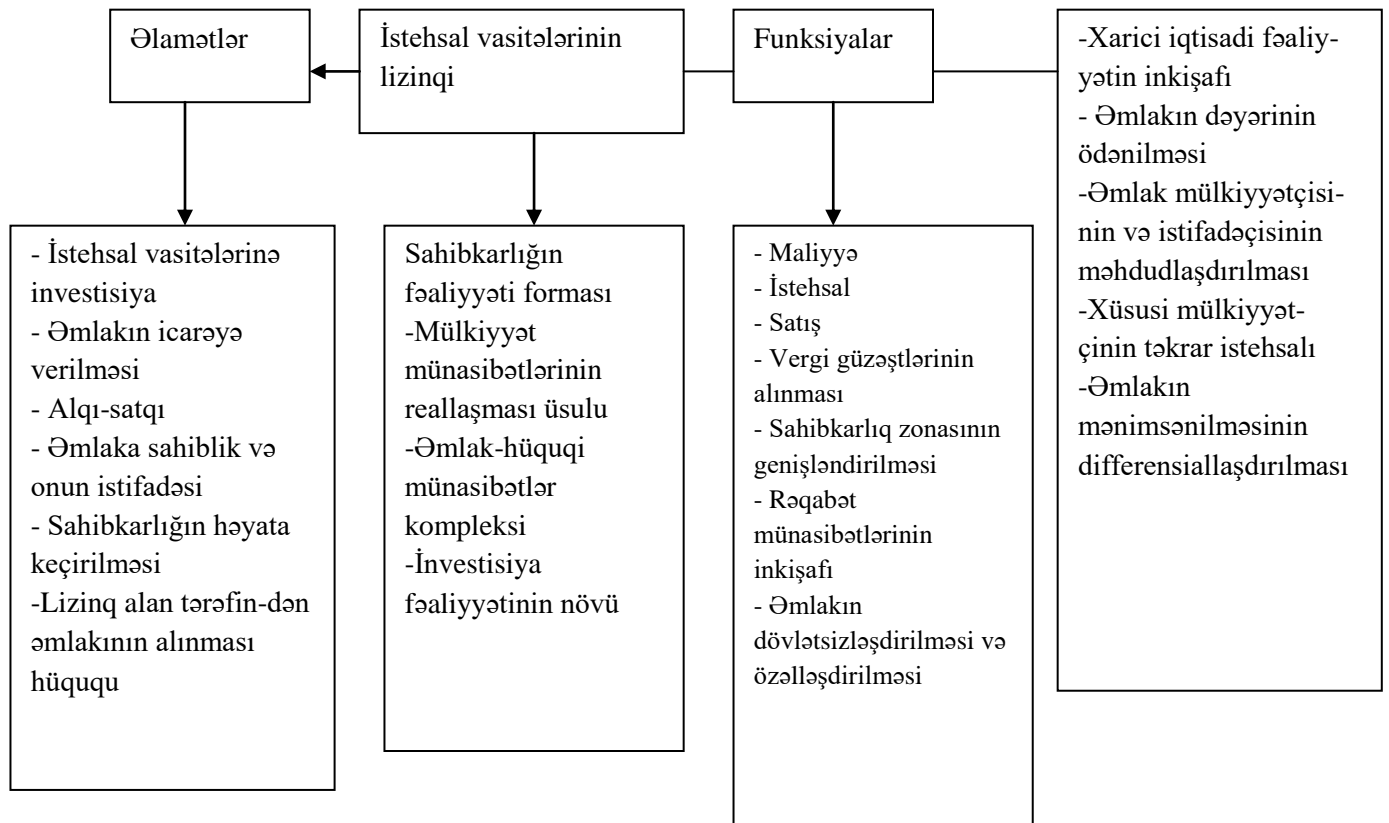 Əlamətlər
İstehsal vasitələrinin
lizinqi
Funksiyalar
-Xarici iqtisadi fəaliy-
yətin inkişafı
- Əmlakın dəyərinin
ödənilməsi
-Əmlak mülkiyyətçisi-
nin və istifadəçisinin
məhdudlaşdırılması
-Xüsusi mülkiyyət-
çinin təkrar istehsalı
-Əmlakın
mənimsənilməsinin
differensiallaşdırılması
- İstehsal vasitələrinə
investisiya
- Əmlakın icarəyə
verilməsi
- Alqı-satqı
- Əmlaka sahiblik və
onun istifadəsi
- Sahibkarlığın həyata
keçirilməsi
-Lizinq alan tərəfin-dən
əmlakının alınması
hüququ
Sahibkarlığın
fəaliyyəti forması
-Mülkiyyət
münasibətlərinin
reallaşması üsulu
-Əmlak-hüquqi
münasibətlər
kompleksi
-İnvestisiya
fəaliyyətinin növü
- Maliyyə
- İstehsal
- Satış
- Vergi güzəştlərinin
alınması
- Sahibkarlıq zonasının
genişləndirilməsi
- Rəqabət
münasibətlərinin
inkişafı
- Əmlakın
dövlətsizləşdirilməsi və
özəlləşdirilməsi